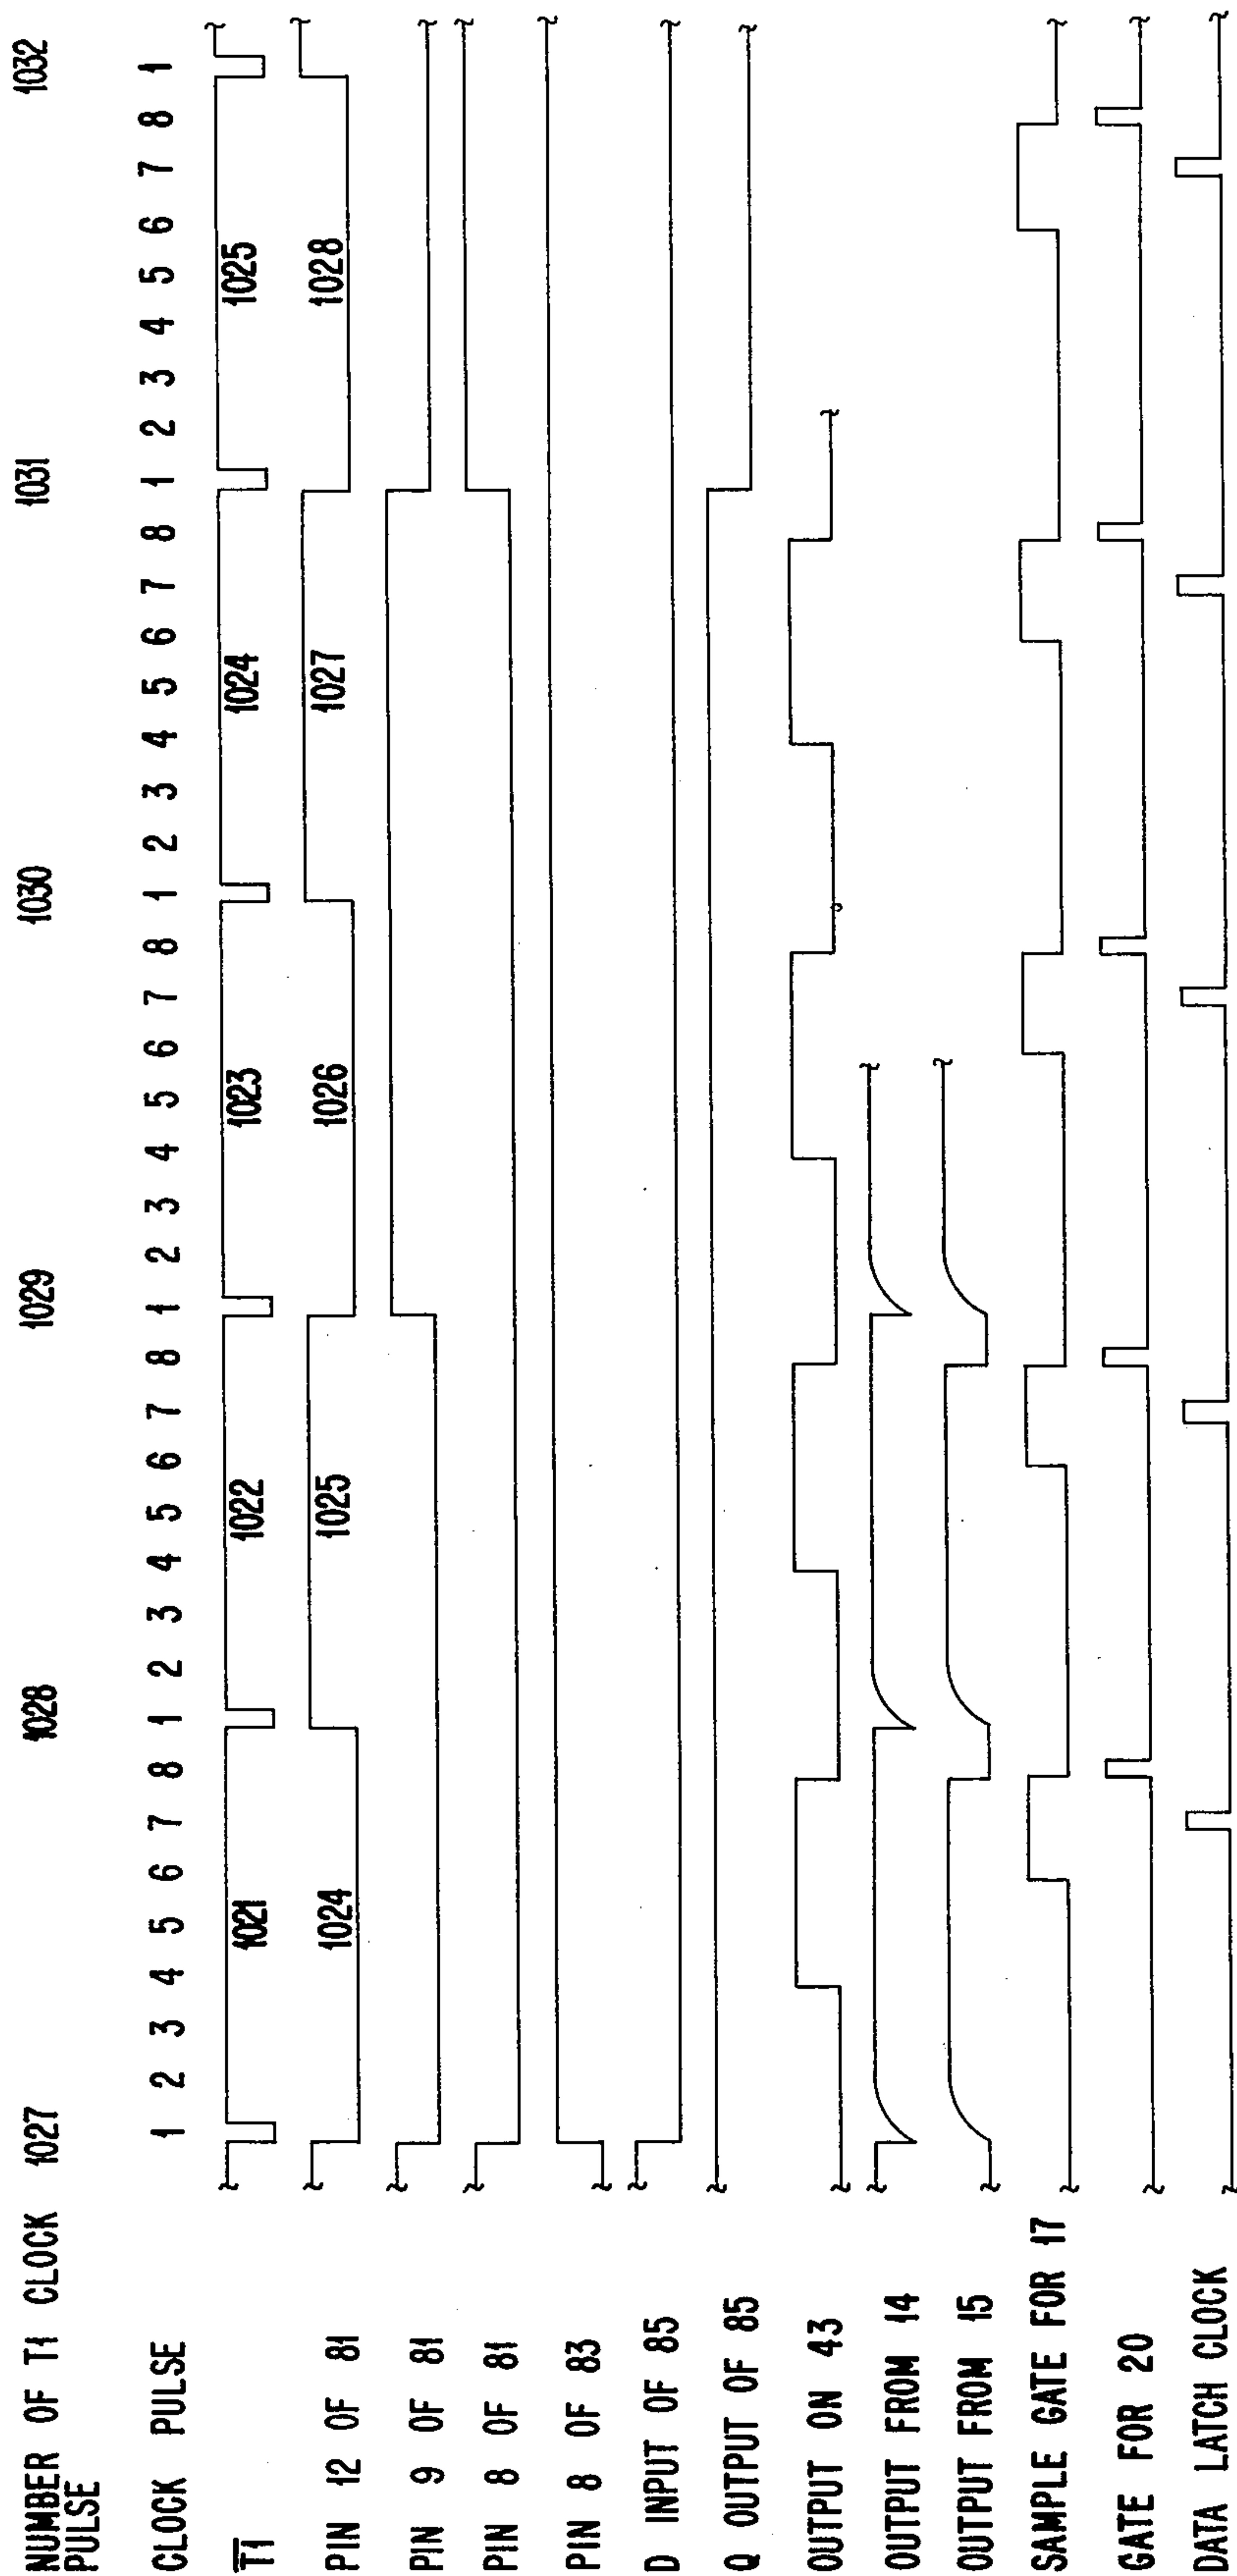 NUMBER OF T1 CLOCK PULSE 1027 1028 1029 1030 1031 1032
CLOCK PULSE 1 2 3 4 5 6 7 8 1 2 3 4 5 6 7 8 1 2 3 4 5 6 7 8 1 2 3 4 5 6 7 8 1 2 3 4 5 6 7 8 1
T1 1021 1022 1023 1024 1025
PIN 12 OF 81 1024 1025 1026 1027 1028
PIN 9 OF 81
PIN 8 OF 81
PIN 8 OF 83
D INPUT OF 85
Q OUTPUT OF 85
OUTPUT ON 43
OUTPUT FROM 14
OUTPUT FROM 15
SAMPLE GATE FOR 17
GATE FOR 20
DATA LATCH CLOCK